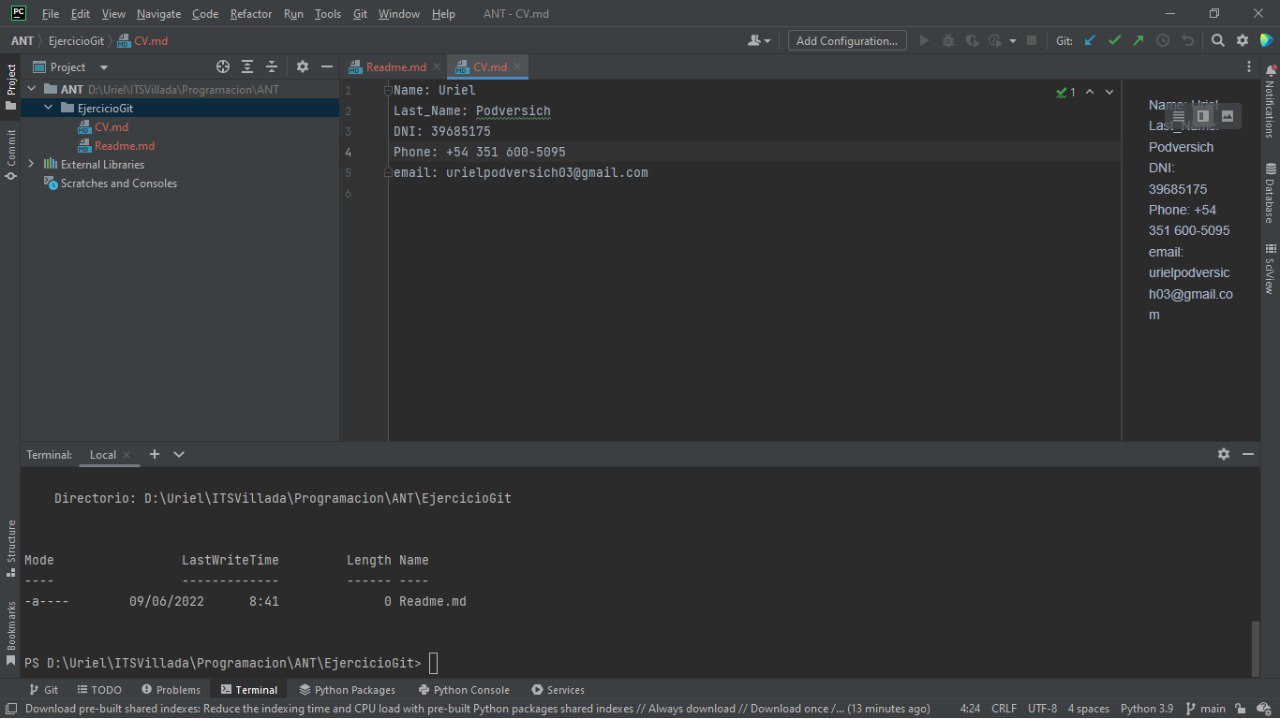 PC File Edit View Navigate Code Refactor Run Tools Git Window Help ANT - CV.md
ANT EjercicioGit CV.md Add Configuration... Git:
Project Readme.md CV.md
ANT D:\Uriel\ITSVillada\Programacion\ANT
EjercicioGit
CV.md
Readme.md
External Libraries
Scratches and Consoles
Project
Commit
Structure
Bookmarks
1 Name: Uriel
2 Last_Name: Podversich
3 DNI: 39685175
4 Phone: +54 351 600-5095
5 email: urielpodversich03@gmail.com
6
1
Name: Uriel
Last_Name:
Podversich
DNI:
39685175
Phone: +54
351 600-5095
email:
urielpodversic
h03@gmail.co
m
Notifications
Database
SciView
Terminal: Local
Directorio: D:\Uriel\ITSVillada\Programacion\ANT\EjercicioGit
Mode LastWriteTime Length Name
---- ------------- ------ ----
-a---- 09/06/2022 8:41 0 Readme.md
PS D:\Uriel\ITSVillada\Programacion\ANT\EjercicioGit>
Git TODO Problems Terminal Python Packages Python Console Services
Download pre-built shared indexes: Reduce the indexing time and CPU load with pre-built Python packages shared indexes // Always download // Download once /... (13 minutes ago) 4:24 CRLF UTF-8 4 spaces Python 3.9 main